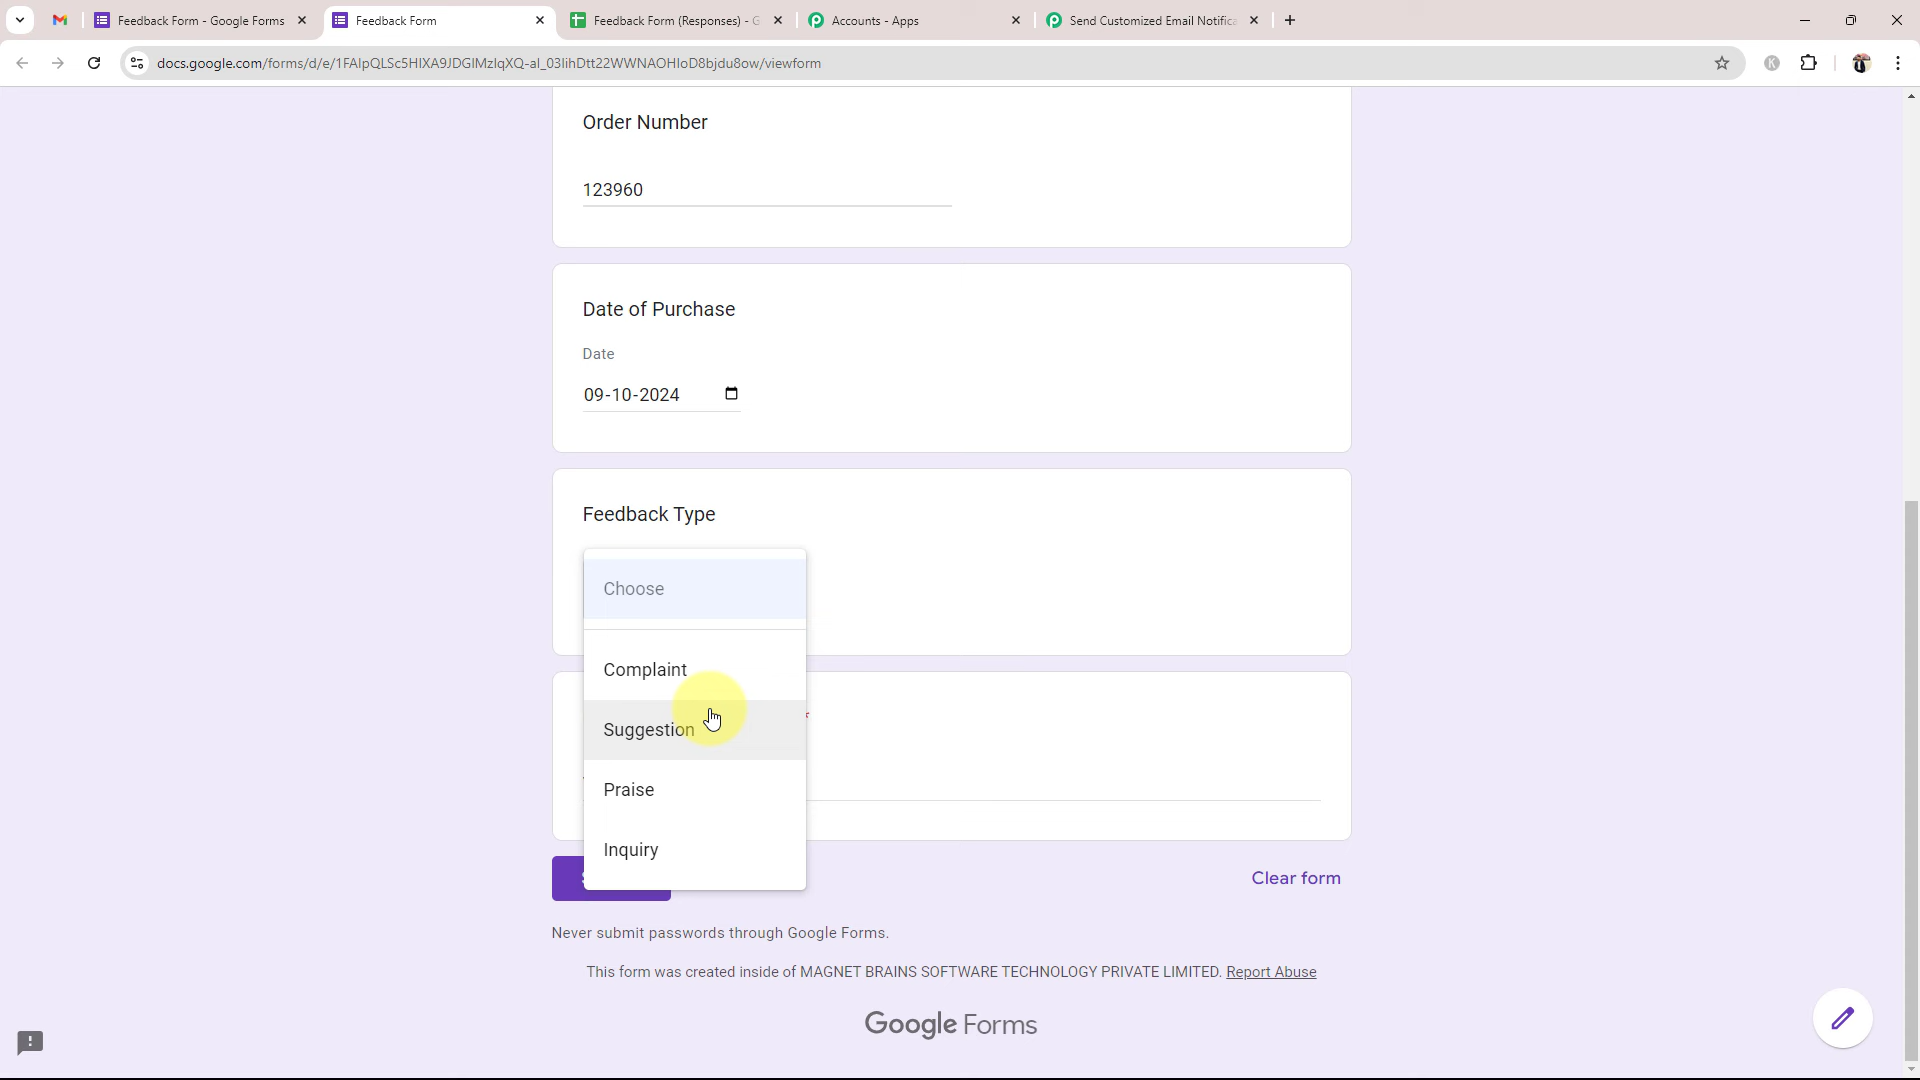 Feedback Form - Google Forms
Feedback Form
Feedback Form (Responses) - G
Accounts - Apps
Send Customized Email Notifica
docs.google.com/forms/d/e/1FAIpQLSc5HIXA9JDGIMzIqXQ-al_03IihDtt22WWNAOHIoD8bjdu8ow/viewform
Order Number
123960
Date of Purchase
Date
09-10-2024
Feedback Type
Choose
Complaint
Suggestion
Praise
Inquiry
Clear form
Never submit passwords through Google Forms.
This form was created inside of MAGNET BRAINS SOFTWARE TECHNOLOGY PRIVATE LIMITED. Report Abuse
Google Forms